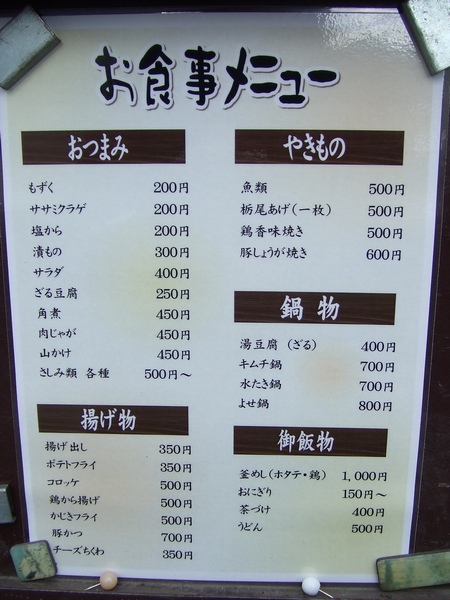 お食事メニュー
おつまみ
もずく 200円
ササミクラゲ 200円
塩から 200円
漬もの 300円
サラダ 400円
ざる豆腐 250円
角煮 450円
肉じゃが 450円
山かけ 450円
さしみ類 各種 500円～
揚げ物
揚げ出し 350円
ポテトフライ 350円
コロッケ 500円
鶏から揚げ 500円
かじきフライ 500円
豚かつ 700円
チーズちくわ 350円
やきもの
魚類 500円
栃尾あげ（一枚） 500円
鶏香味焼き 500円
豚しょうが焼き 600円
鍋物
湯豆腐（ざる） 400円
キムチ鍋 700円
水たき鍋 700円
よせ鍋 800円
御飯物
釜めし（ホタテ・鶏） 1,000円
おにぎり 150円～
茶づけ 400円
うどん 500円